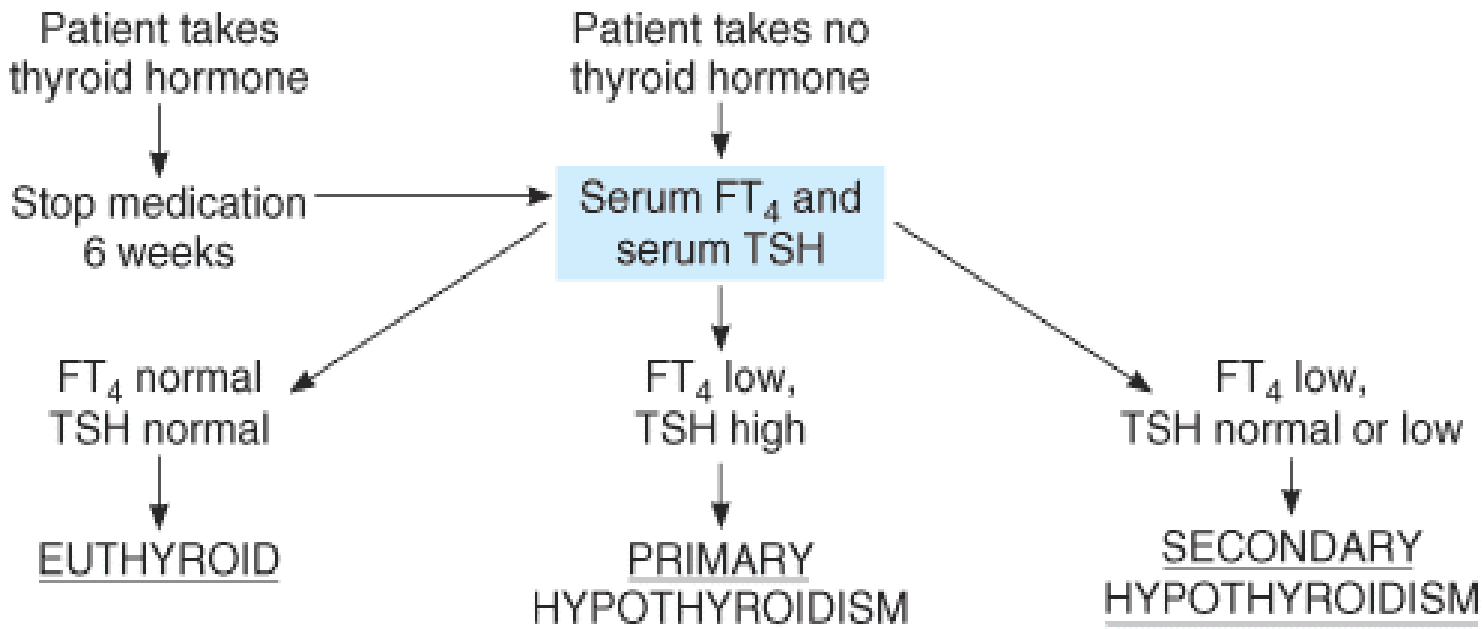 Patient takes
thyroid hormone
Patient takes no
thyroid hormone
Stop medication
6 weeks
Serum FT₄ and
serum TSH
FT₄ normal
TSH normal
FT₄ low,
TSH high
FT₄ low,
TSH normal or low
EUTHYROID
PRIMARY
HYPOTHYROIDISM
SECONDARY
HYPOTHYROIDISM